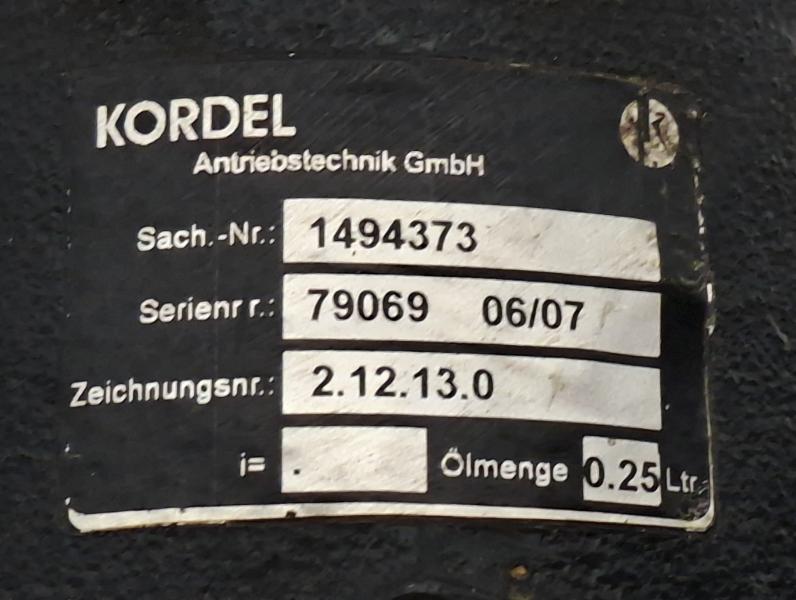 KORDEL
Antriebstechnik GmbH
Sach.-Nr.: 1494373
Serienr r.: 79069 06/07
Zeichnungsnr.: 2.12.13.0
i= . Ölmenge 0.25 Ltr.